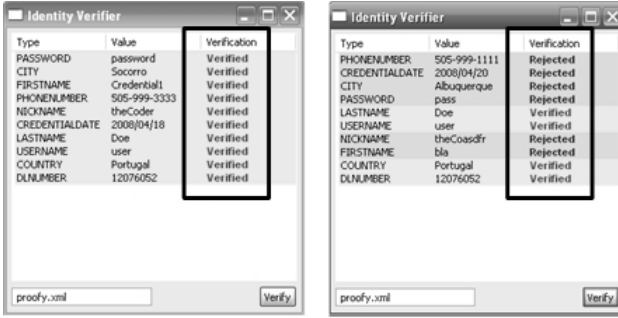 Identity Verifier
Type Value Verification
PASSWORD password Verified
CITY Socorro Verified
FIRSTNAME Credential1 Verified
PHONENUMBER 505-999-3333 Verified
NICKNAME theCoder Verified
CREDENTIALDATE 2008/04/18 Verified
LASTNAME Doe Verified
USERNAME user Verified
COUNTRY Portugal Verified
DLNUMBER 12076052 Verified
proofy.xml Verify
Identity Verifier
Type Value Verification
PHONENUMBER 505-999-1111 Rejected
CREDENTIALDATE 2008/04/20 Rejected
CITY Albuquerque Rejected
PASSWORD pass Rejected
LASTNAME Doe Verified
USERNAME user Verified
NICKNAME theCoasdfr Rejected
FIRSTNAME bla Rejected
COUNTRY Portugal Verified
DLNUMBER 12076052 Verified
proofy.xml Verify